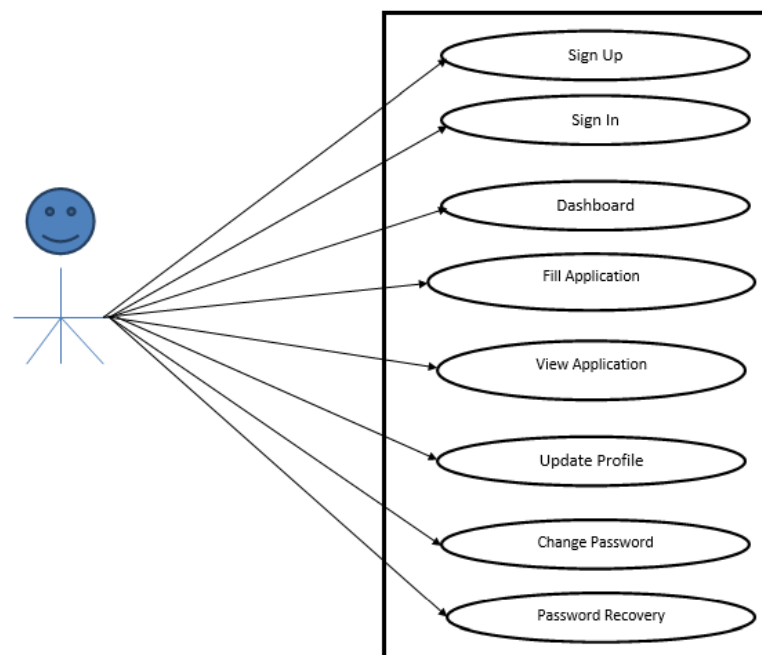 Sign Up
Sign In
Dashboard
Fill Application
View Application
Update Profile
Change Password
Password Recovery